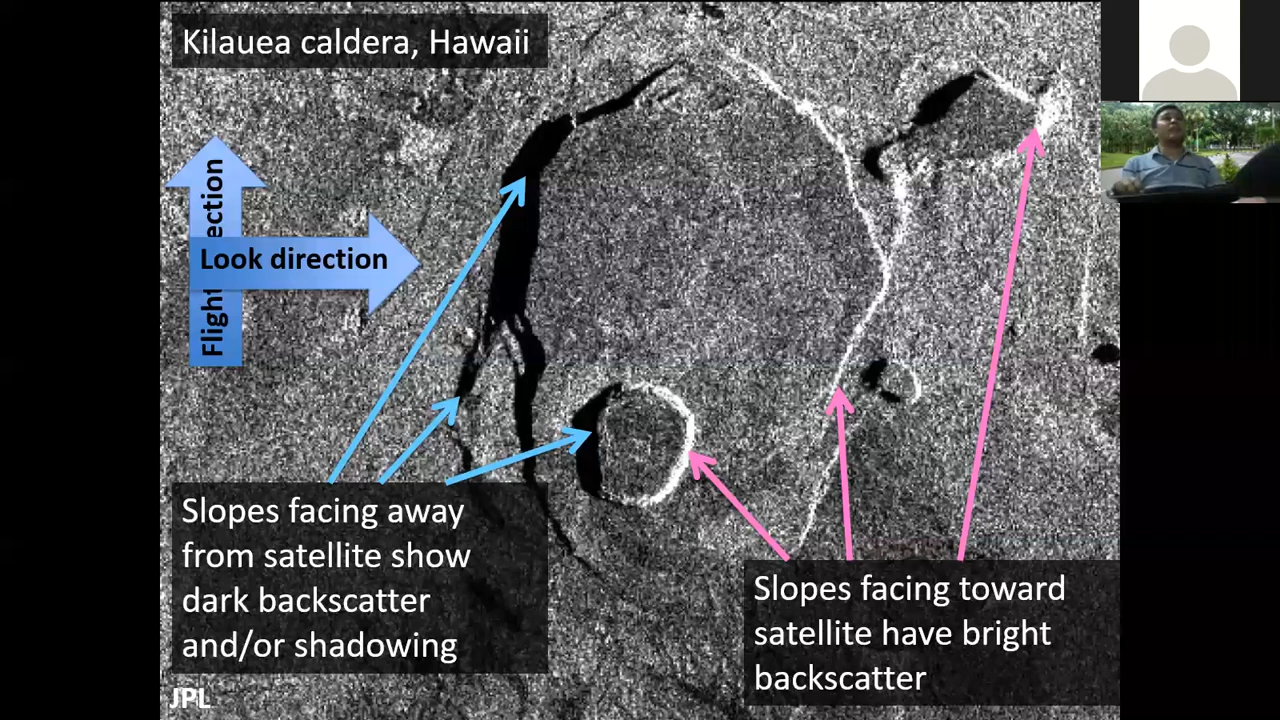 Kilauea caldera, Hawaii
Flight
ection
Look direction
Slopes facing away
from satellite show
dark backscatter
and/or shadowing
Slopes facing toward
satellite have bright
backscatter
JPL